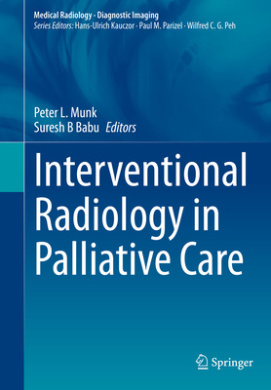 Medical Radiology - Diagnostic Imaging
Series Editors: Hans-Ulrich Kauczor · Paul M. Parizel · Wilfred C. G. Peh
Peter L. Munk
Suresh B Babu Editors
Interventional
Radiology in
Palliative Care
Springer